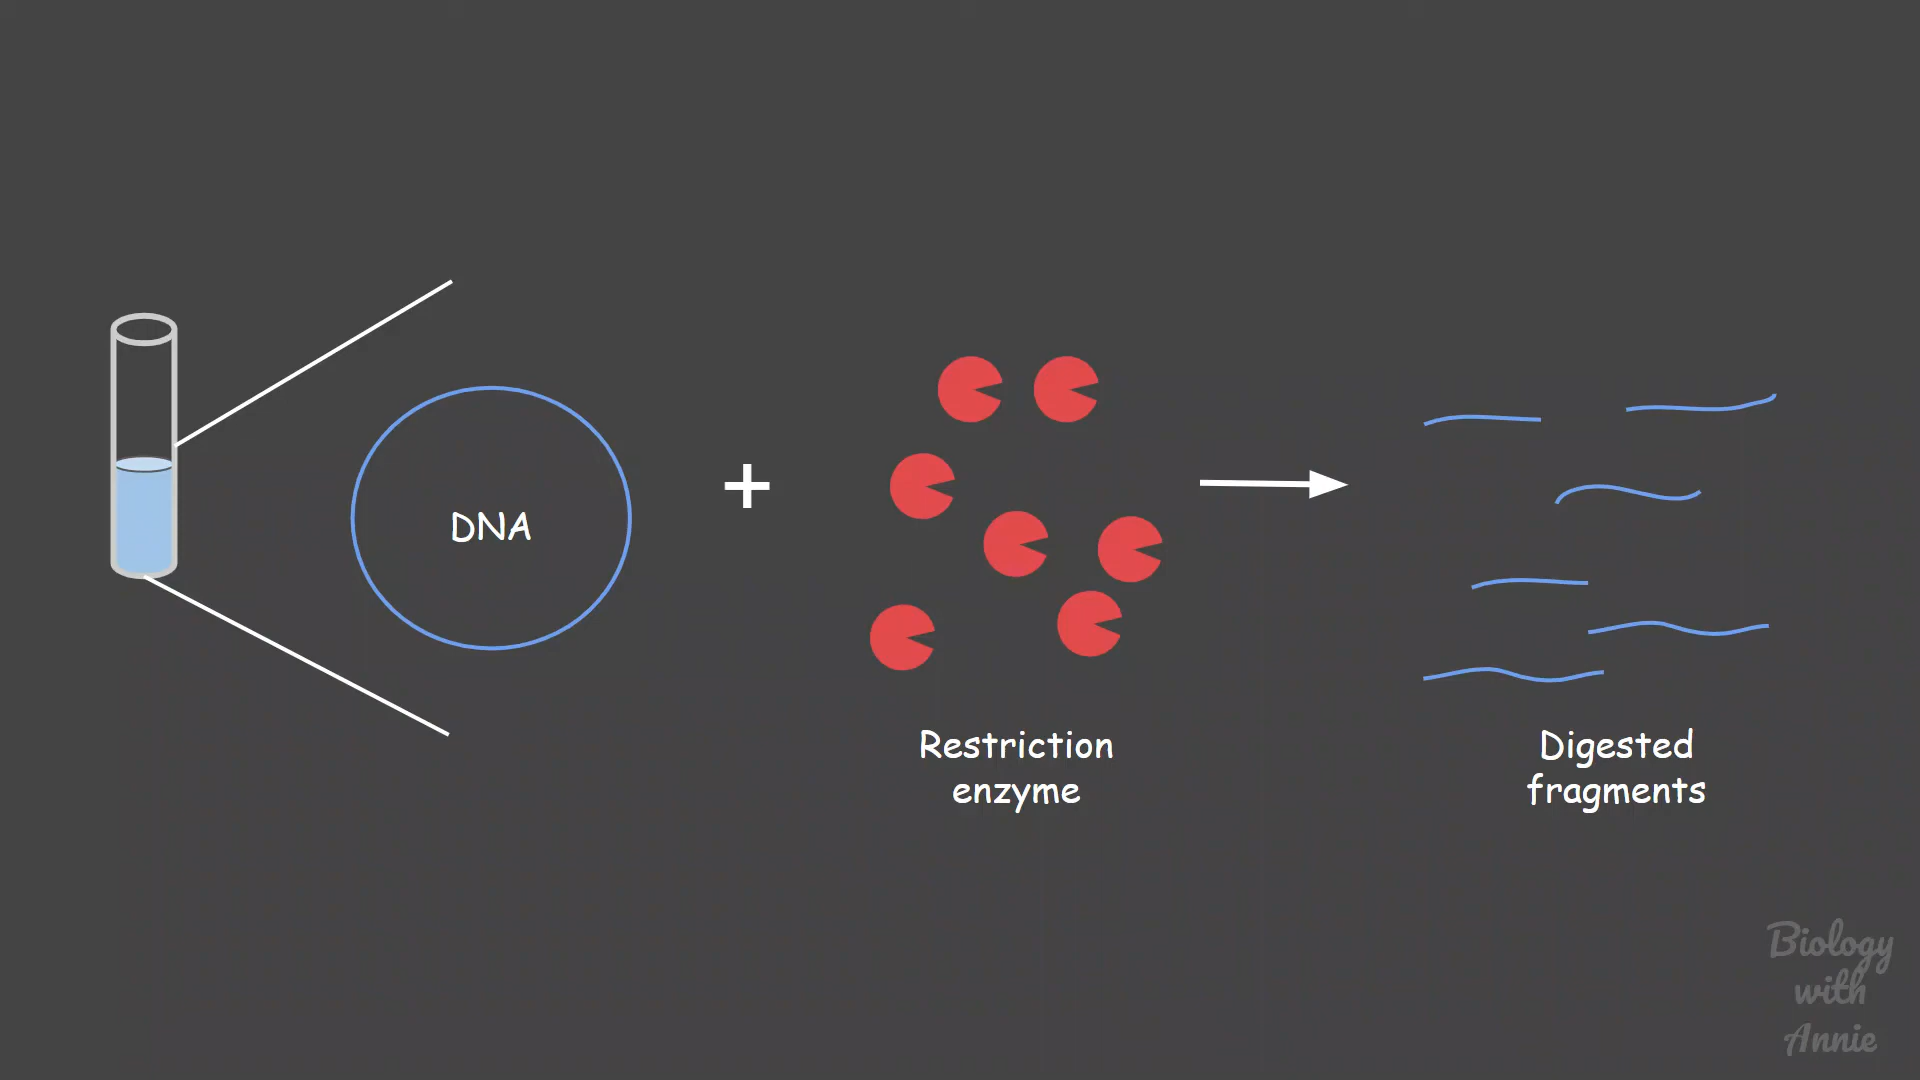 DNA
+
Restriction
enzyme
Digested
fragments
Biology
with
Annie